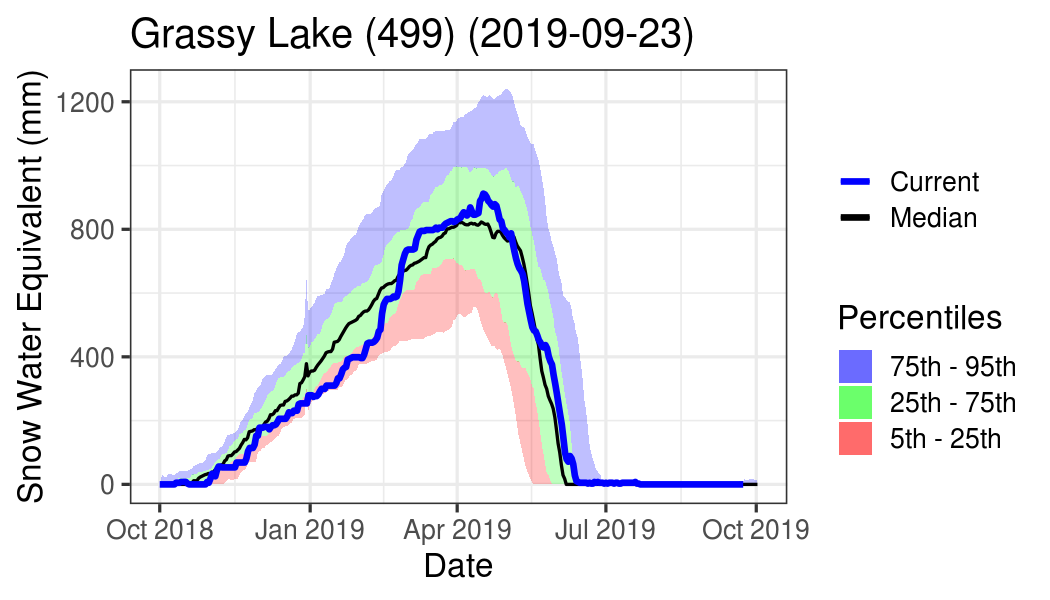 Grassy Lake (499) (2019-09-23)
Snow Water Equivalent (mm)
1200
800
400
0
Oct 2018
Jan 2019
Apr 2019
Jul 2019
Oct 2019
Date
Current
Median
Percentiles
75th - 95th
25th - 75th
5th - 25th